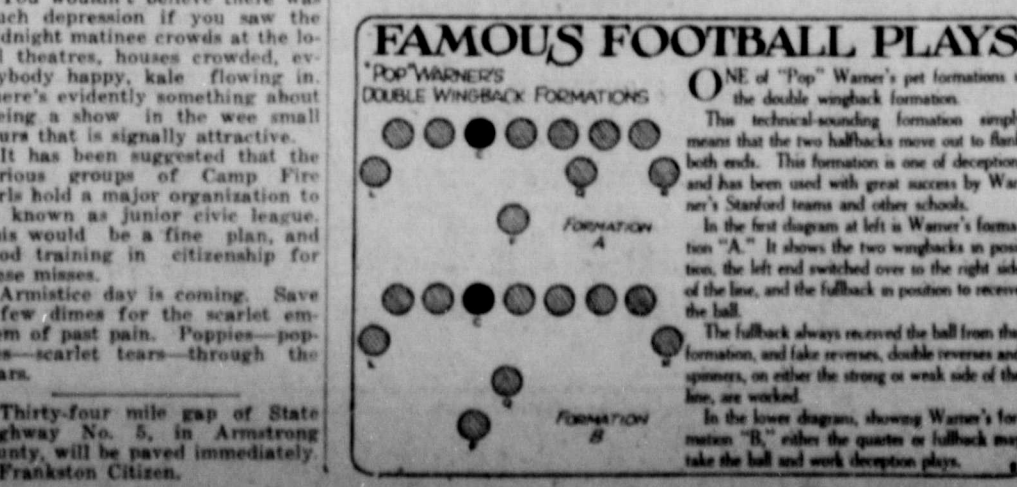 uch depression if you saw the
dnight matinee crowds at the lo-
l theatres, houses crowded, ev-
ybody happy, kale flowing in.
ere's evidently something about
eing a show in the wee small
urs that is signally attractive.
It has been suggested that the
rious groups of Camp Fire
rls hold a major organization to
known as junior civic league.
is would be a fine plan, and
od training in citizenship for
ese misses.
Armistice day is coming. Save
few dimes for the scarlet em-
em of past pain. Poppies—pop-
es—scarlet tears—through the
ars.
Thirty-four mile gap of State
ghway No. 5, in Armstrong
unty, will be paved immediately.
Frankston Citizen.
FAMOUS FOOTBALL PLAYS
"POP" WARNER'S
DOUBLE WINGBACK FORMATIONS
C
L
Q
R
F
FORMATION
A
C
L
R
Q
F
FORMATION
B
ONE of "Pop" Warner's pet formations
the double wingback formation.
This technical-sounding formation simpl
means that the two halfbacks move out to flank
both ends. This formation is one of deception
and has been used with great success by War
ner's Stanford teams and other schools.
In the first diagram at left is Warner's forma
tion "A." It shows the two wingbacks in posi
tion, the left end switched over to the right side
of the line, and the fullback in position to receive
the ball.
The fullback always received the ball from the
formation, and fake reverses, double reverses and
spinners, on either the strong or weak side of the
line, are worked.
In the lower diagram, showing Warner's for
mation "B," either the quarter or fullback may
take the ball and work deception plays.